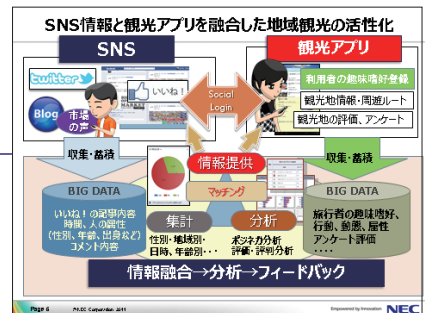 SNS情報と観光アプリを融合した地域観光の活性化
SNS
観光アプリ
twitter
いいね!
Blog
市場
の声
Social
Login
利用者の趣味嗜好登録
観光地情報・周遊ルート
観光地の評価、アンケート
収集・蓄積
情報提供
収集・蓄積
マッチング
BIG DATA
いいね!の記事内容
時間、人の属性
(性別、年齢、出身など)
コメント内容
集計
性別・地域別・
日時、年齢別・・・
分析
ポジネガ分析
評価・評判分析
BIG DATA
旅行者の趣味嗜好、
行動、動態、属性
アンケート評価
・・・・
情報融合→分析→フィードバック
Page 6
©NEC Corporation 2011
Empowered by Innovation
NEC